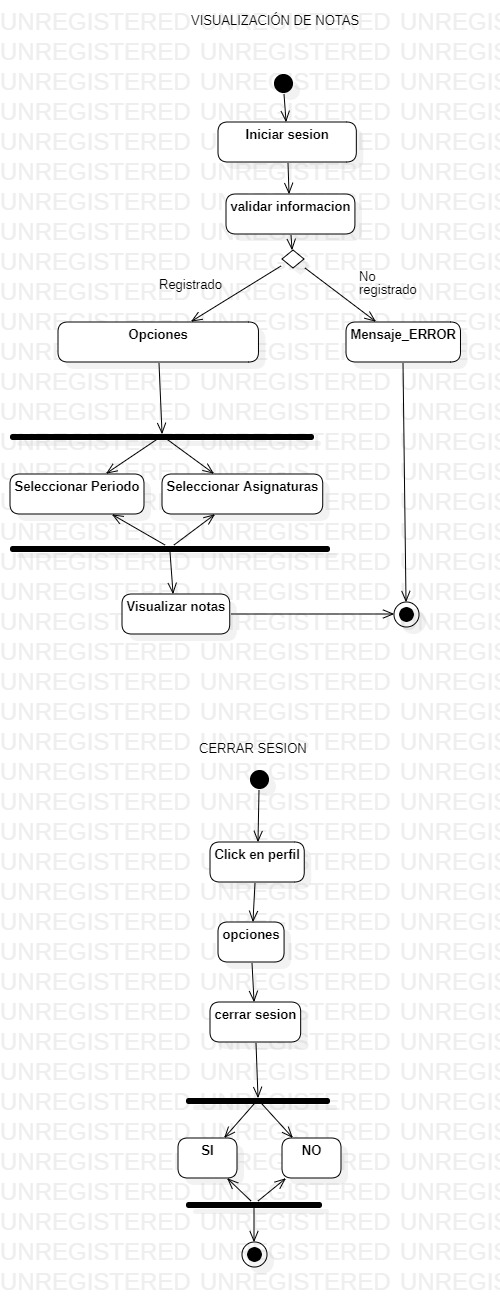 VISUALIZACIÓN DE NOTAS
Iniciar sesion
validar informacion
Registrado
No
registrado
Opciones
Mensaje_ERROR
Seleccionar Periodo
Seleccionar Asignaturas
Visualizar notas
CERRAR SESION
Click en perfil
opciones
cerrar sesion
SI
NO
UNREGISTERED